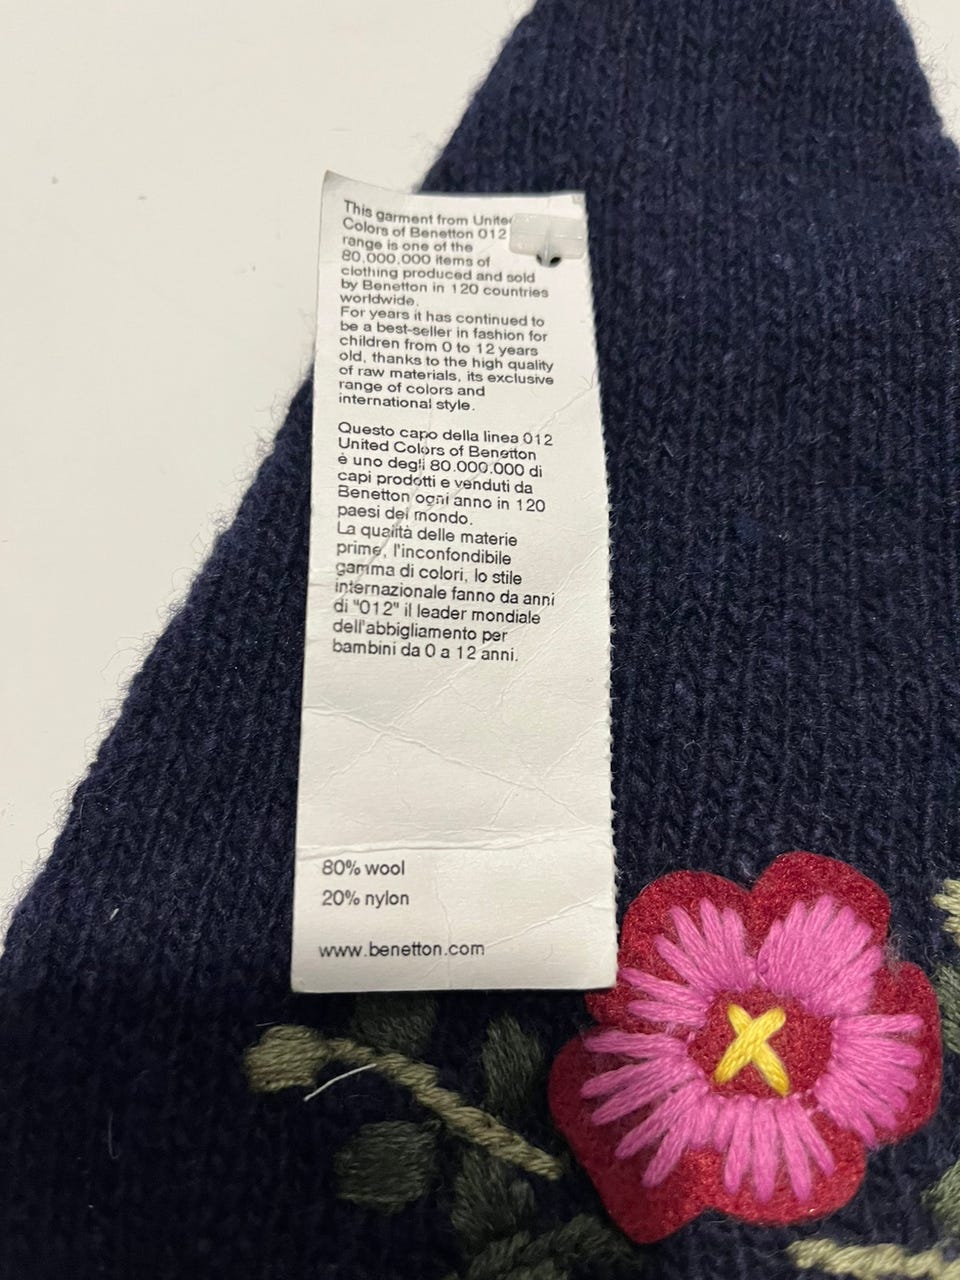 This garment from United
Colors of Benetton 012
range is one of the
80,000,000 items of
clothing produced and sold
by Benetton in 120 countries
worldwide.
For years it has continued to
be a best-seller in fashion for
children from 0 to 12 years
old, thanks to the high quality
of raw materials, its exclusive
range of colors and
international style.
Questo capo della linea 012
United Colors of Benetton
è uno degli 80.000.000 di
capi prodotti e venduti da
Benetton ogni anno in 120
paesi del mondo.
La qualità delle materie
prime, l'inconfondibile
gamma di colori, lo stile
internazionale fanno da anni
di "012" il leader mondiale
dell'abbigliamento per
bambini da 0 a 12 anni.
80% wool
20% nylon
www.benetton.com